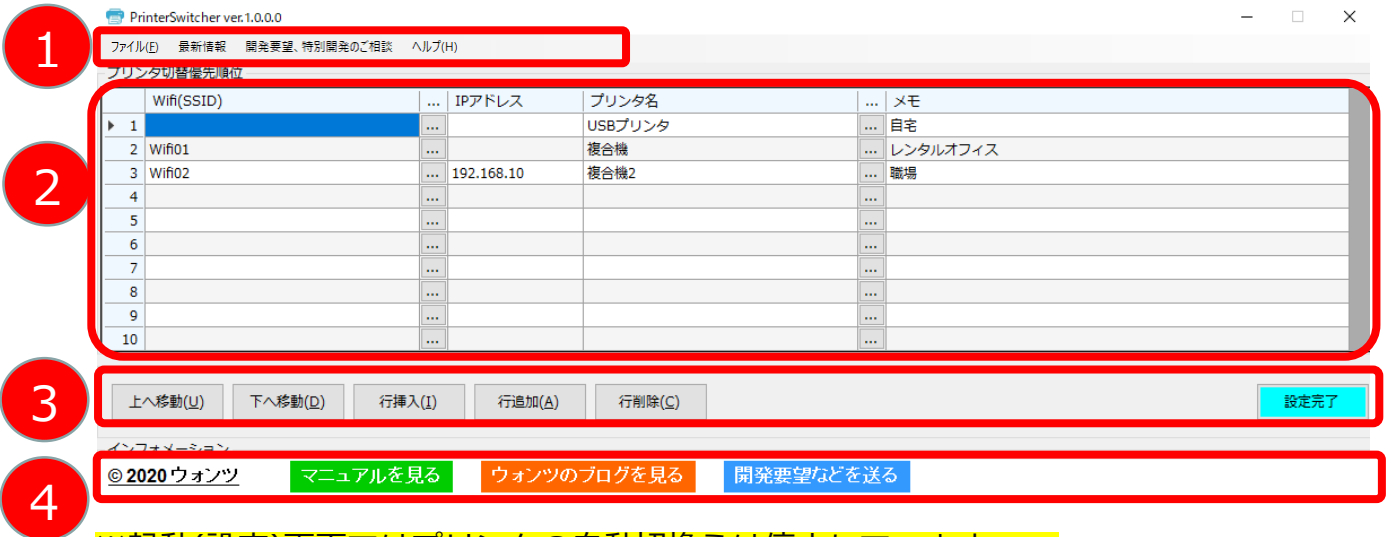 PrinterSwitcher ver.1.0.0.0
1
ファイル(F) 最新情報 開発要望、特別開発のご相談 ヘルプ(H)
プリンタ切替優先順位
Wifi(SSID) ... IPアドレス プリンタ名 ... メモ
1 ... USBプリンタ ... 自宅
2 Wifi01 ... 複合機 ... レンタルオフィス
3 Wifi02 ... 192.168.10 複合機2 ... 職場
2
4 ... ...
5 ... ...
6 ... ...
7 ... ...
8 ... ...
9 ... ...
10 ... ...
3
上へ移動(U) 下へ移動(D) 行挿入(I) 行追加(A) 行削除(C) 設定完了
インフォメーション
4
© 2020 ウォンツ マニュアルを見る ウォンツのブログを見る 開発要望などを送る